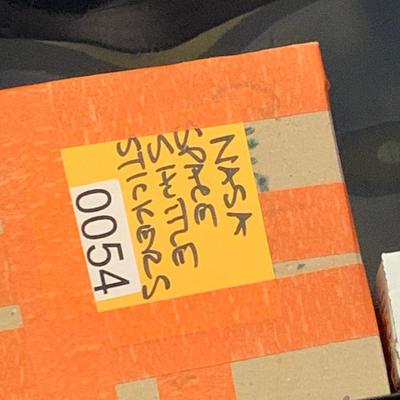 NASA
SPACE
SHUTTLE
STICKERS
0054